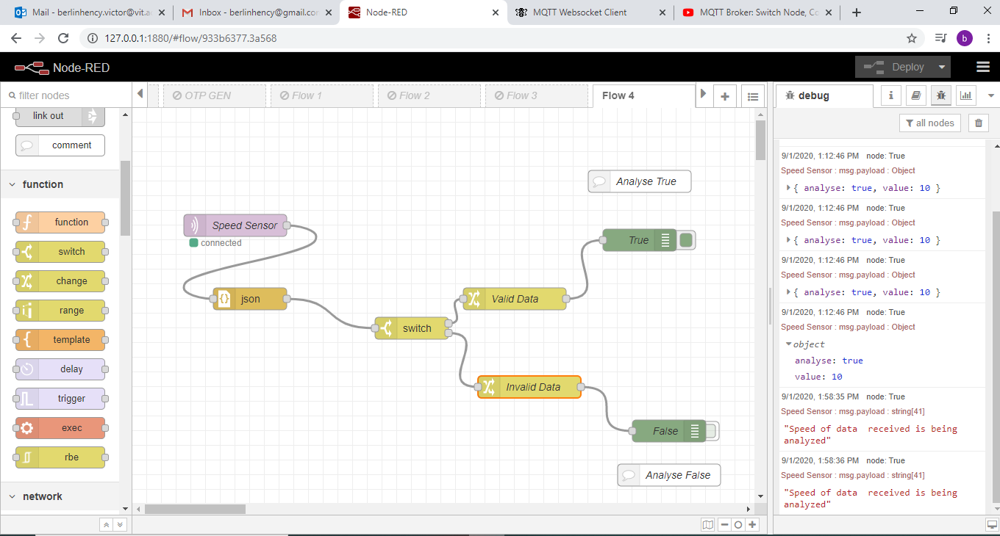 Mail - berlinhency.victor@vit.a
Inbox - berlinhency@gmail.co
Node-RED
MQTT Websocket Client
MQTT Broker: Switch Node, Co
127.0.0.1:1880/#flow/933b6377.3a568
b
Node-RED
Deploy
filter nodes
OTP GEN
Flow 1
Flow 2
Flow 3
Flow 4
debug
all nodes
link out
comment
function
function
switch
change
range
template
delay
trigger
exec
rbe
network
Analyse True
Speed Sensor
connected
True
json
Valid Data
switch
Invalid Data
False
Analyse False
9/1/2020, 1:12:46 PM node: True
Speed Sensor : msg.payload : Object
{ analyse: true, value: 10 }
9/1/2020, 1:12:46 PM node: True
Speed Sensor : msg.payload : Object
{ analyse: true, value: 10 }
9/1/2020, 1:12:46 PM node: True
Speed Sensor : msg.payload : Object
{ analyse: true, value: 10 }
9/1/2020, 1:12:46 PM node: True
Speed Sensor : msg.payload : Object
object
analyse: true
value: 10
9/1/2020, 1:58:35 PM node: True
Speed Sensor : msg.payload : string[41]
"Speed of data  received is being
analyzed"
9/1/2020, 1:58:36 PM node: True
Speed Sensor : msg.payload : string[41]
"Speed of data  received is being
analyzed"